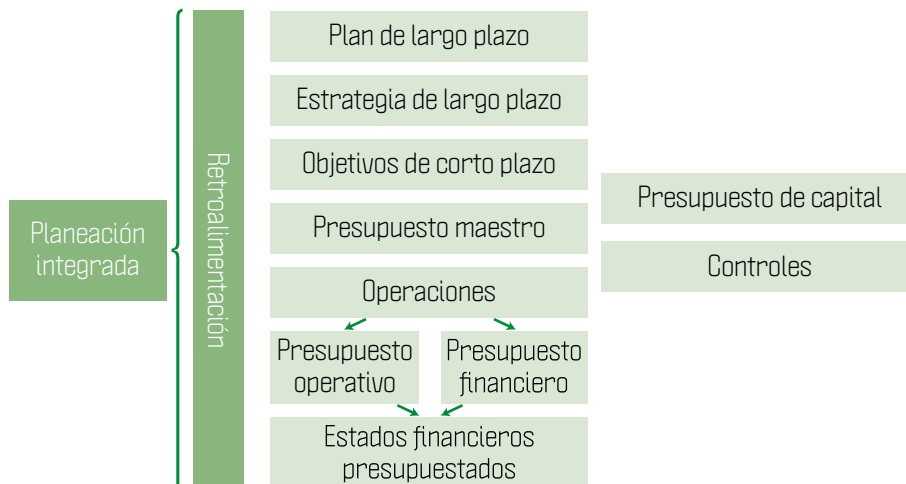 Planeación
integrada
Retroalimentación
Plan de largo plazo
Estrategia de largo plazo
Objetivos de corto plazo
Presupuesto maestro
Operaciones
Presupuesto
operativo
Presupuesto
financiero
Estados financieros
presupuestados
Presupuesto de capital
Controles